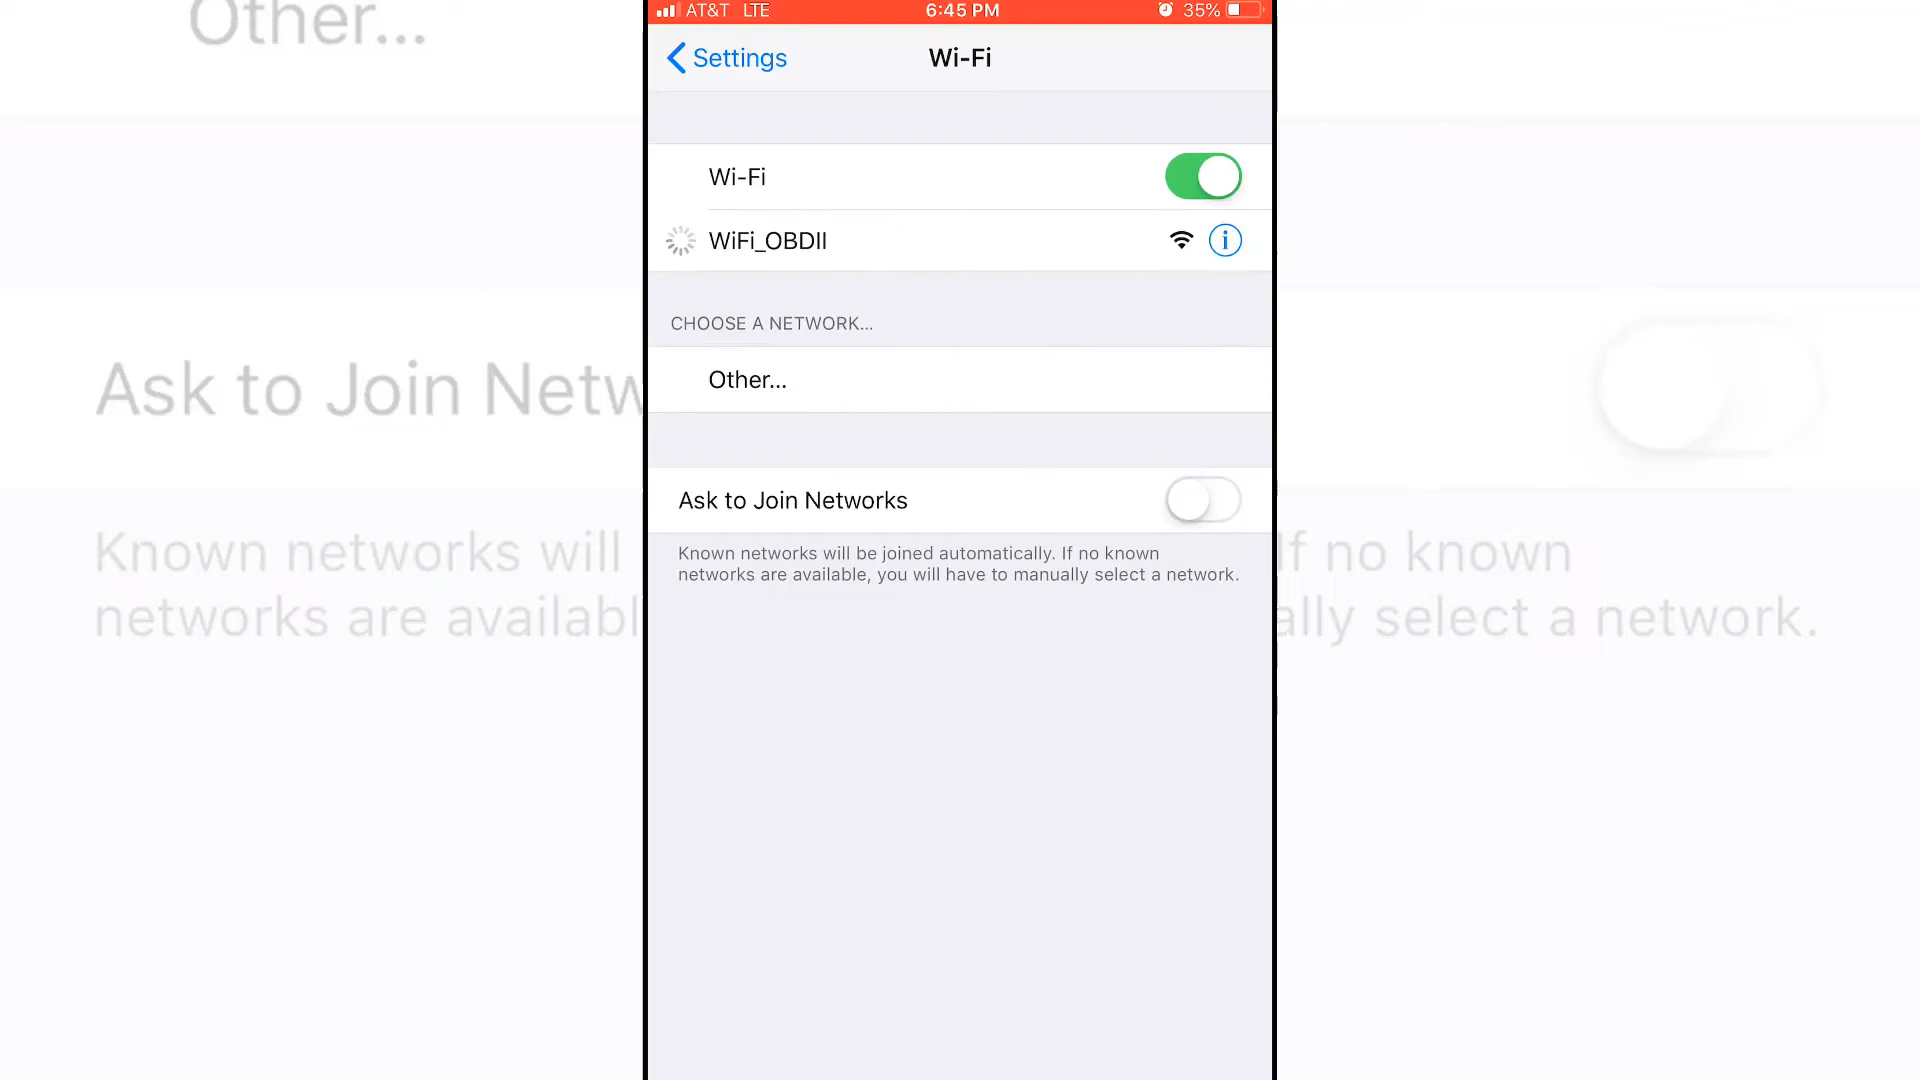 Other...
AT&T LTE 6:45 PM 35%
Settings Wi-Fi
Wi-Fi
WiFi_OBDII
CHOOSE A NETWORK...
Other...
Ask to Join Netw
Ask to Join Networks
Known networks will be joined automatically. If no known
networks are available, you will have to manually select a network.
Known networks will If no known
networks are availabl ally select a network.